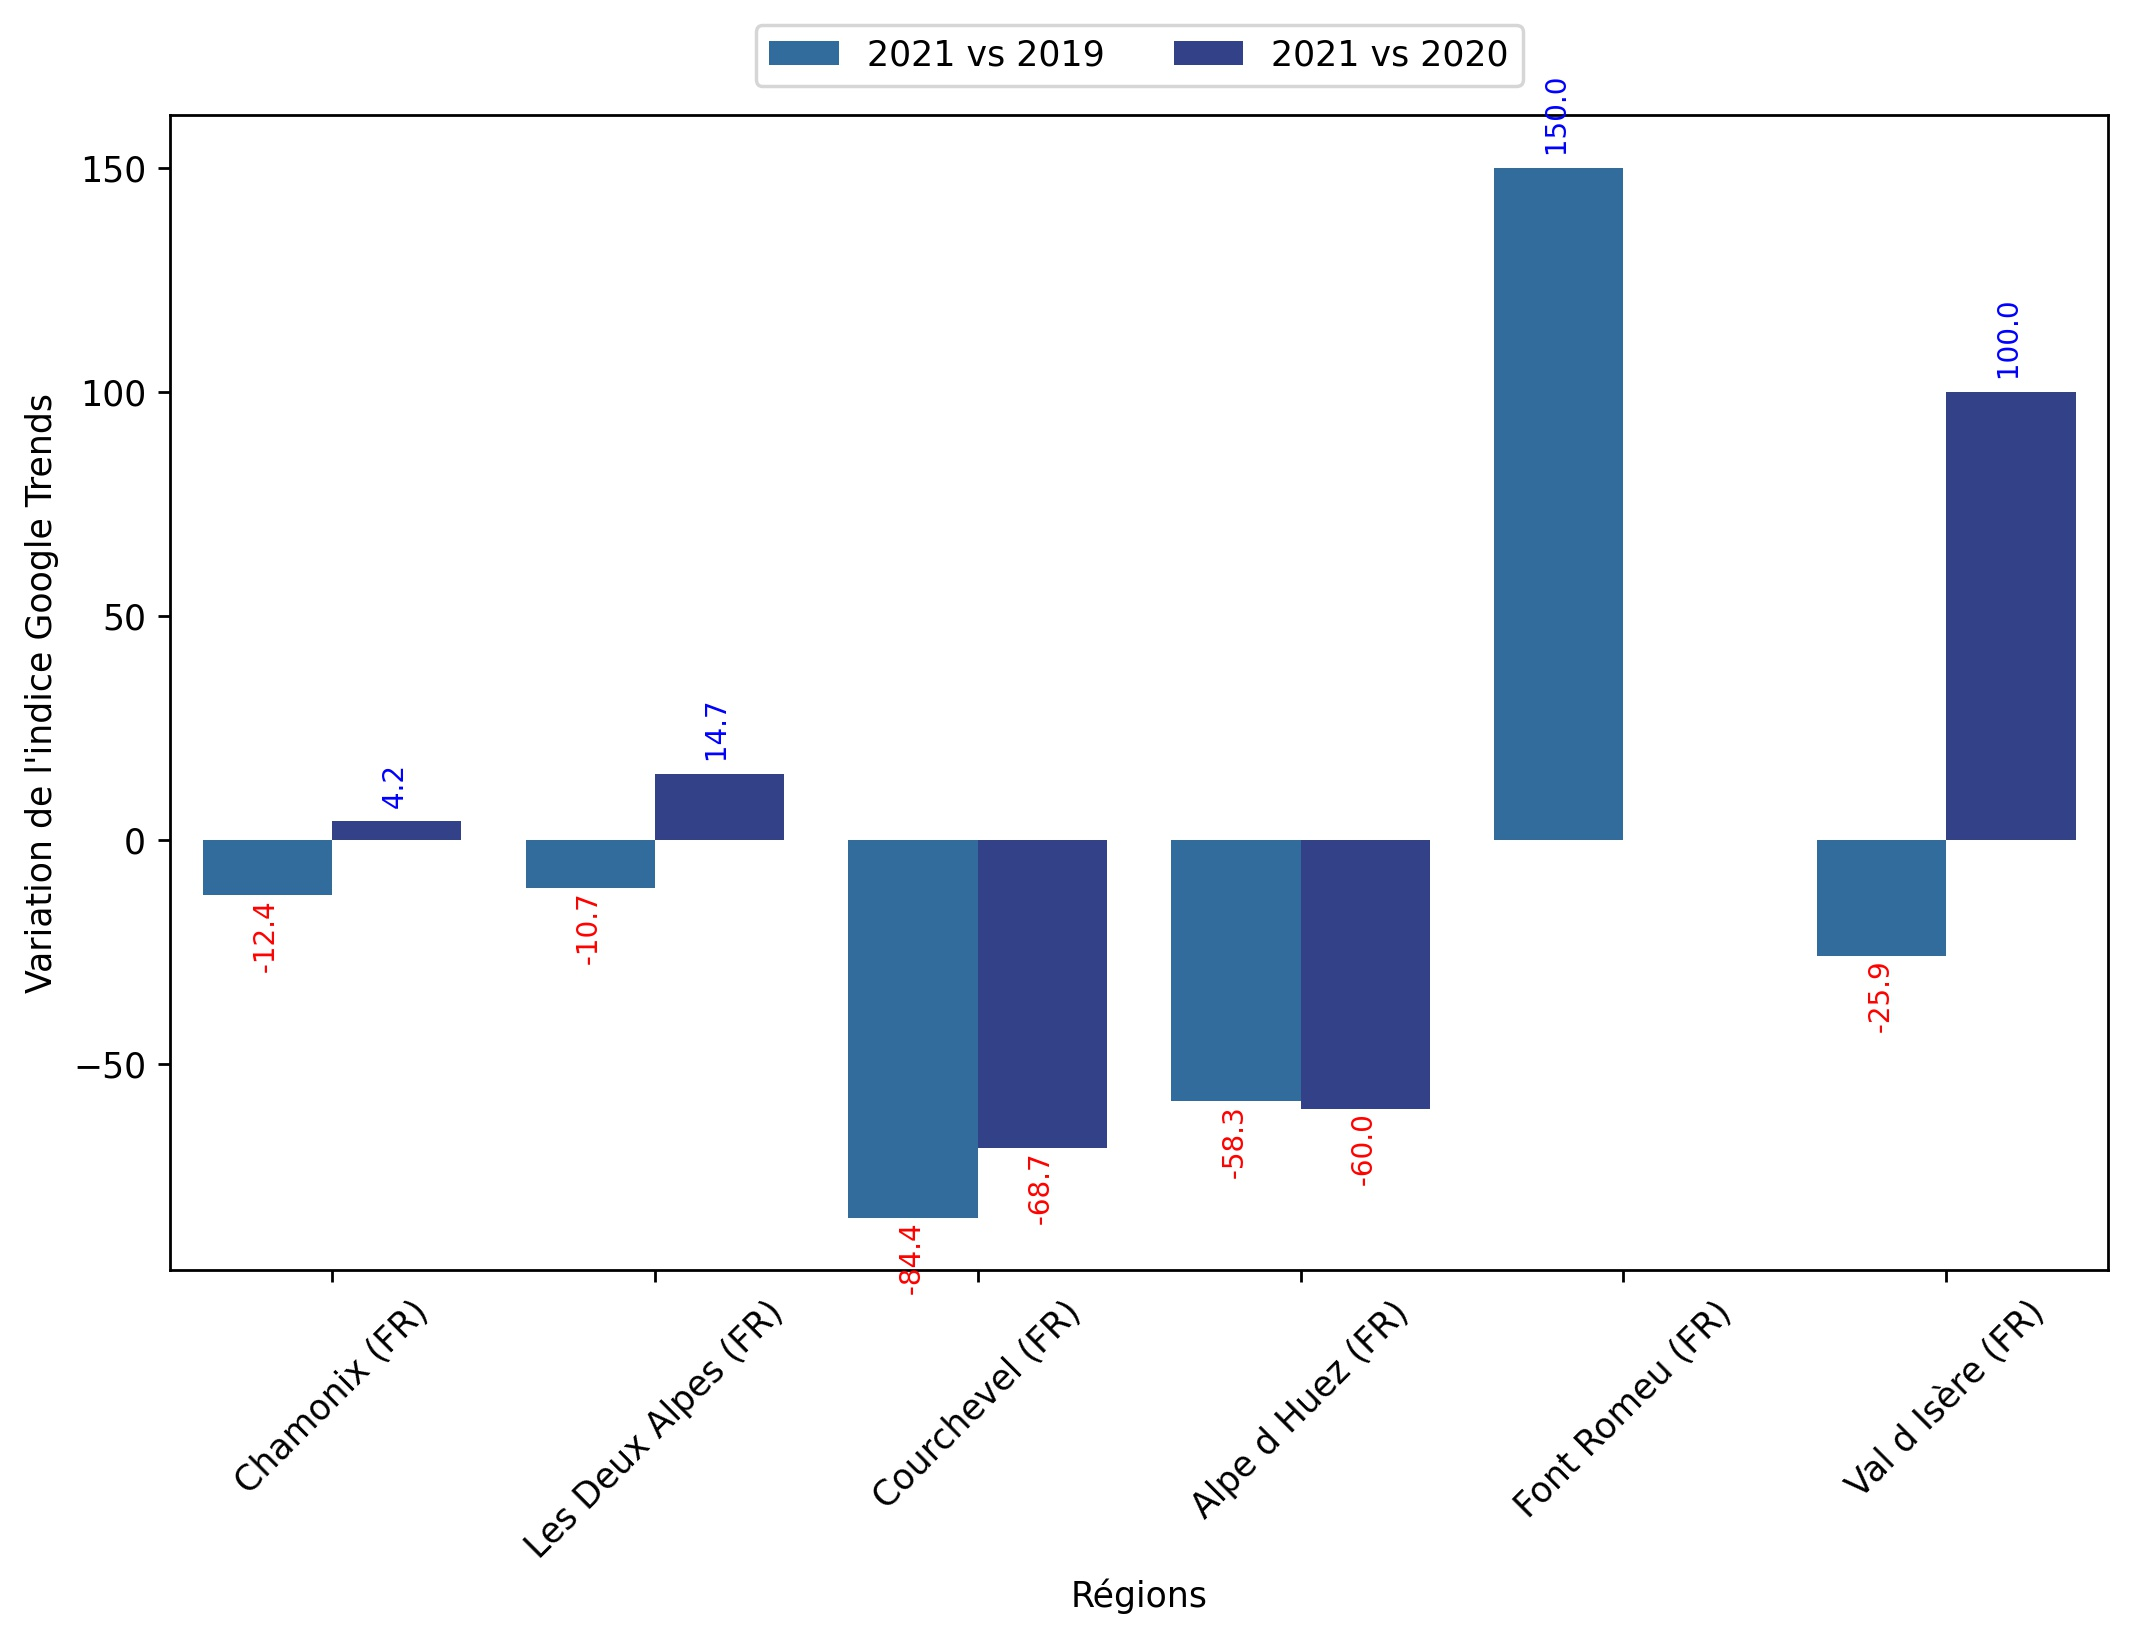 2021 vs 2019
2021 vs 2020
Variation de l'indice Google Trends
150
100
50
0
−50
-12.4
4.2
-10.7
14.7
-84.4
-68.7
-58.3
-60.0
150.0
-25.9
100.0
Chamonix (FR)
Les Deux Alpes (FR)
Courchevel (FR)
Alpe d Huez (FR)
Font Romeu (FR)
Val d Isère (FR)
Régions